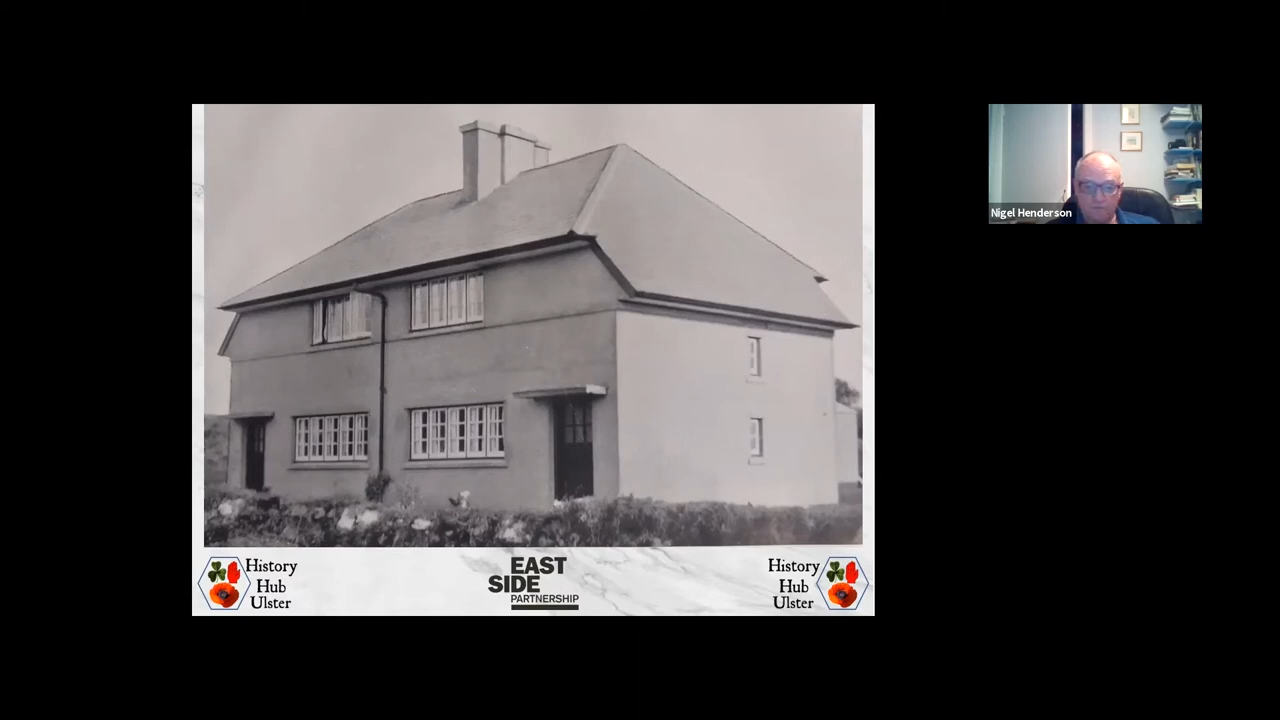 Nigel Henderson
History
Hub
Ulster
EAST
SIDE
PARTNERSHIP
History
Hub
Ulster